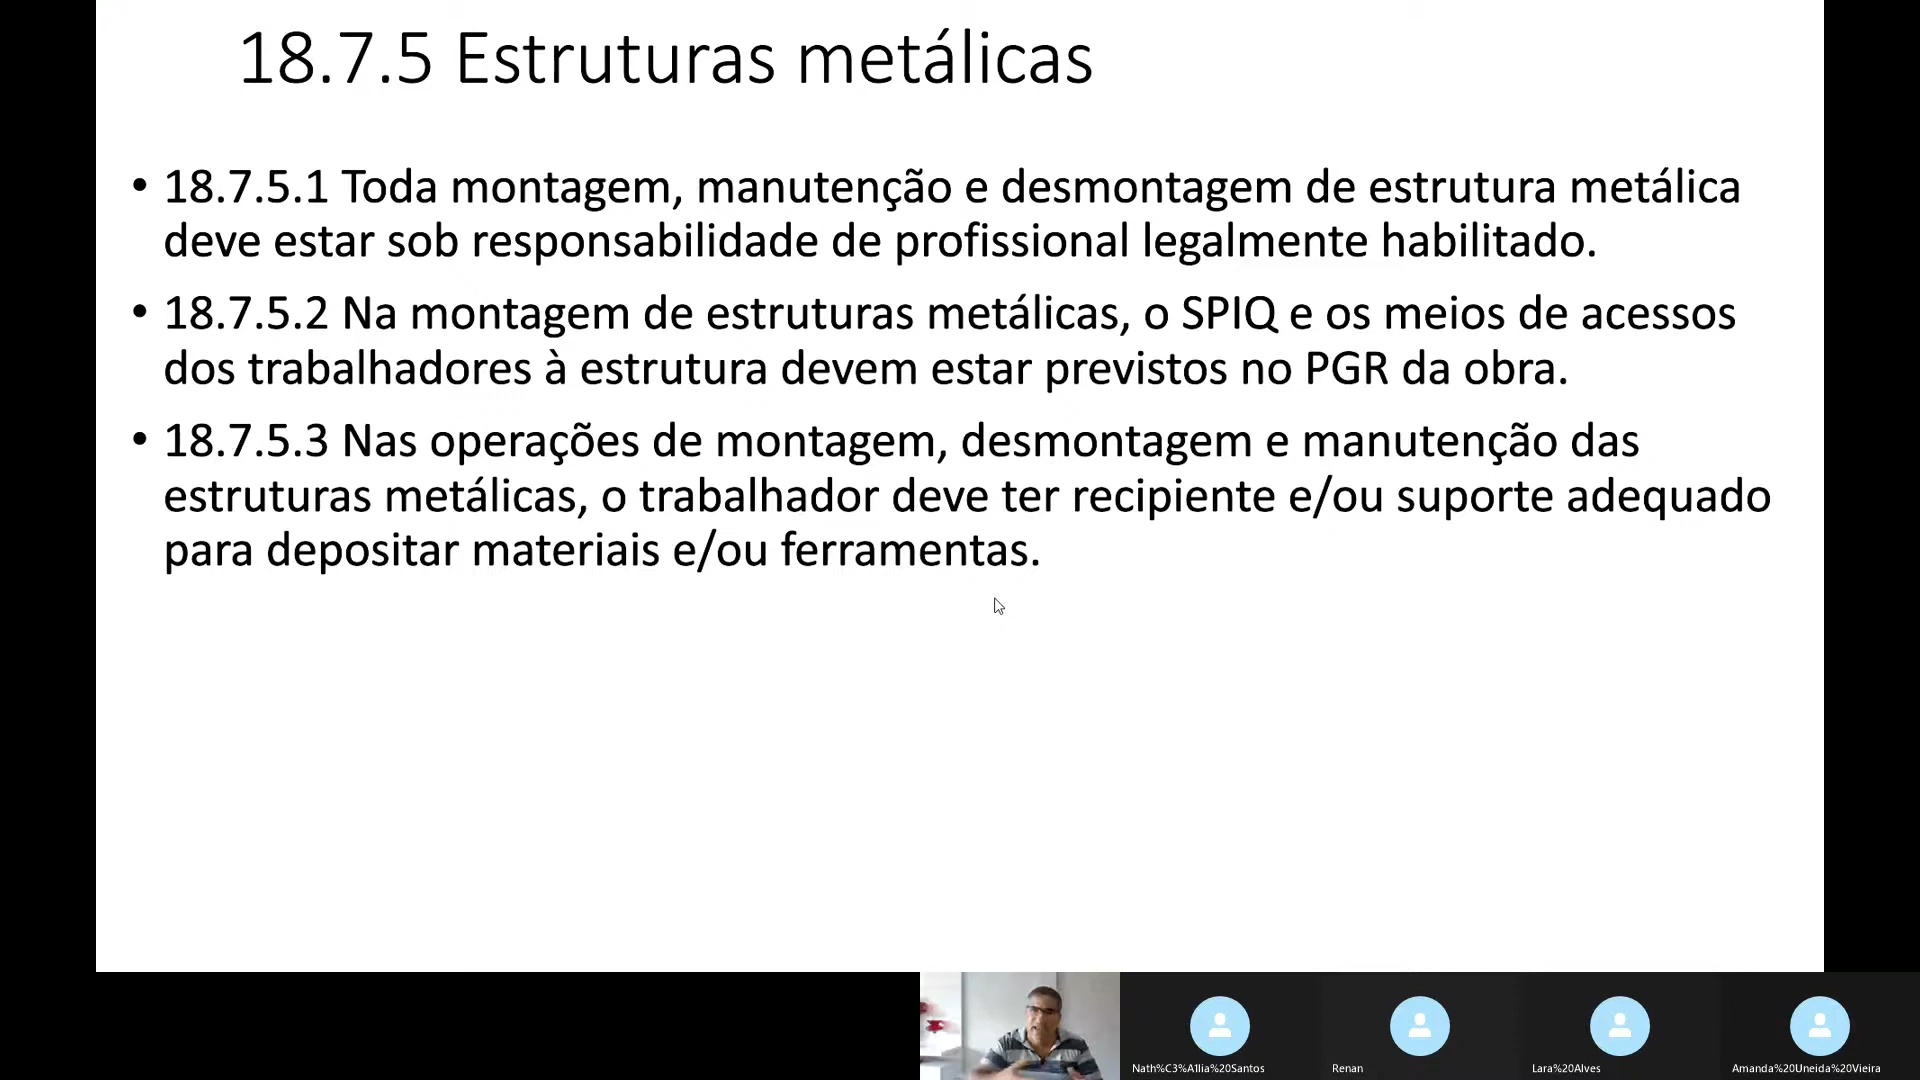 18.7.5 Estruturas metálicas
• 18.7.5.1 Toda montagem, manutenção e desmontagem de estrutura metálica
deve estar sob responsabilidade de profissional legalmente habilitado.
• 18.7.5.2 Na montagem de estruturas metálicas, o SPIQ e os meios de acessos
dos trabalhadores à estrutura devem estar previstos no PGR da obra.
• 18.7.5.3 Nas operações de montagem, desmontagem e manutenção das
estruturas metálicas, o trabalhador deve ter recipiente e/ou suporte adequado
para depositar materiais e/ou ferramentas.
Nath%C3%A1lia%20Santos
Renan
Lara%20Alves
Amanda%20Uneida%20Vieira